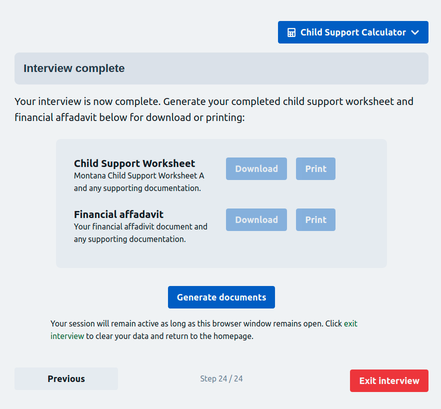 Child Support Calculator
Interview complete
Your interview is now complete. Generate your completed child support worksheet and
financial affadavit below for download or printing:
Child Support Worksheet
Montana Child Support Worksheet A
and any supporting documentation.
Download Print
Financial affadavit
Your financial affidivit document and
any supporting documentation.
Download Print
Generate documents
Your session will remain active as long as this browser window remains open. Click exit
interview to clear your data and return to the homepage.
Previous Step 24 / 24 Exit interview